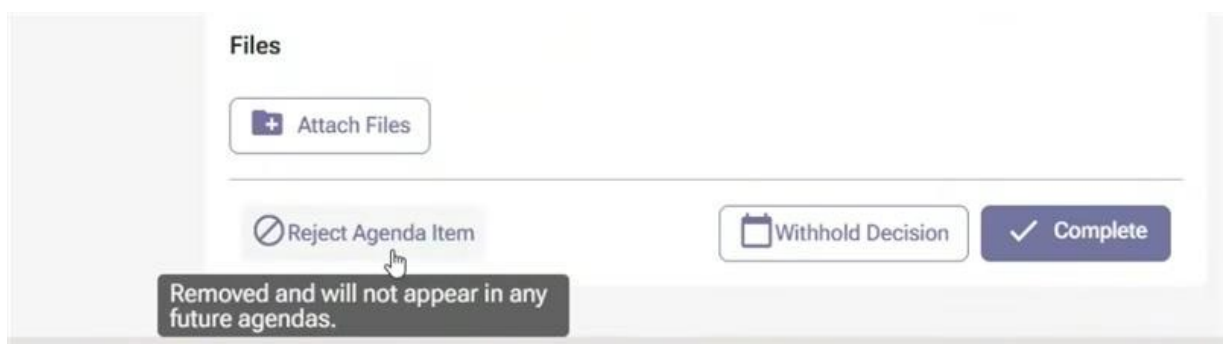 Files
Attach Files
Reject Agenda Item
Withhold Decision
Complete
Removed and will not appear in any
future agendas.